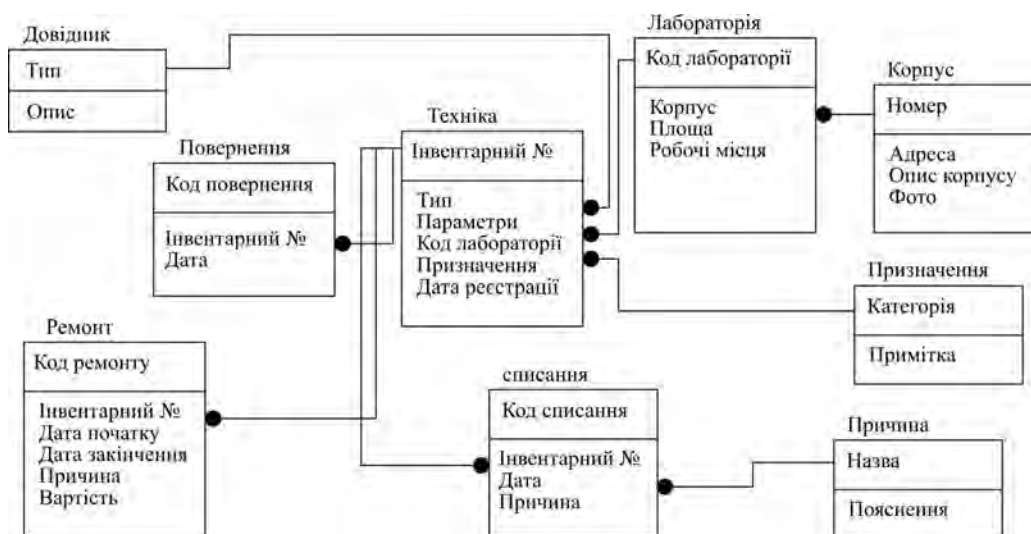 Довідник
Тип
Опис
Лабораторія
Код лабораторії
Корпус
Площа
Робочі місця
Корпус
Номер
Адреса
Опис корпусу
Фото
Техніка
Інвентарний №
Тип
Параметри
Код лабораторії
Призначення
Дата реєстрації
Повернення
Код повернення
Інвентарний №
Дата
Призначення
Категорія
Примітка
Ремонт
Код ремонту
Інвентарний №
Дата початку
Дата закінчення
Причина
Вартість
списання
Код списання
Інвентарний №
Дата
Причина
Причина
Назва
Пояснення